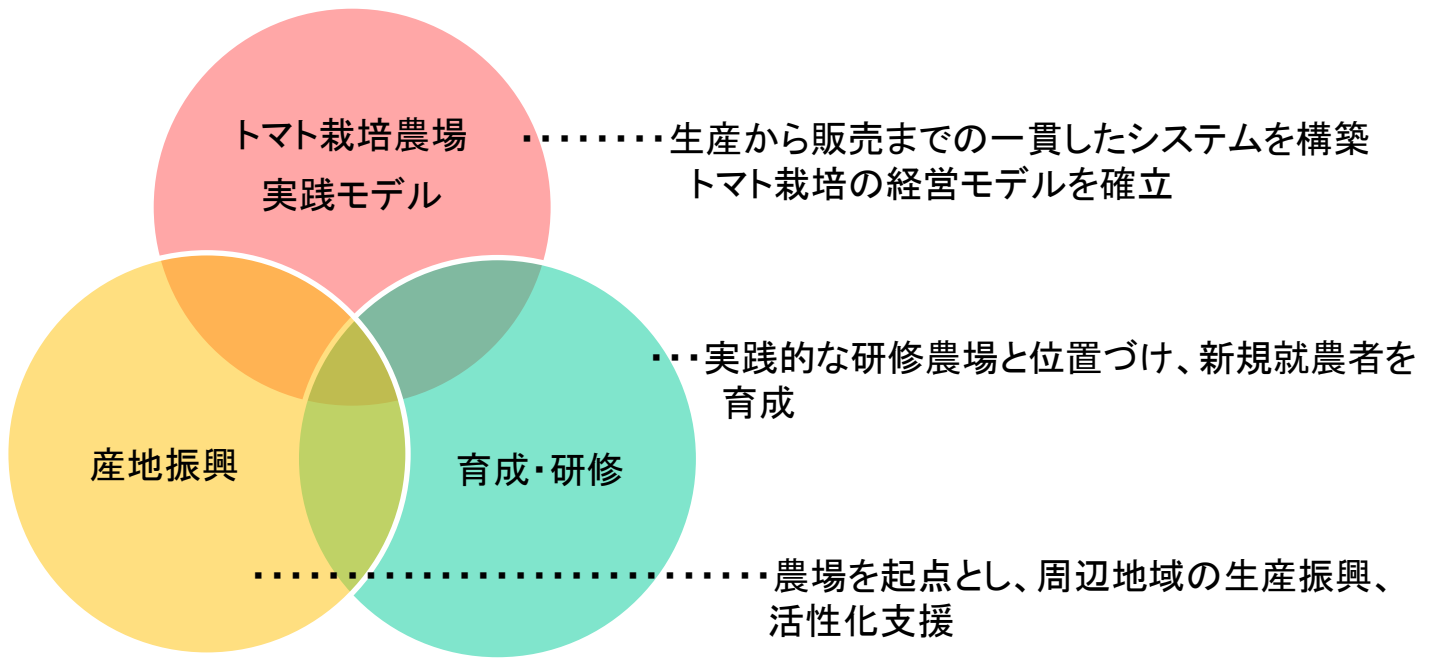 トマト栽培農場
実践モデル
・・・・・・・・生産から販売までの一貫したシステムを構築
トマト栽培の経営モデルを確立
・・・実践的な研修農場と位置づけ、新規就農者を
育成
産地振興
育成・研修
・・・・・・・・・・・・・・・・・・・・・・・・・・・・農場を起点とし、周辺地域の生産振興、
活性化支援